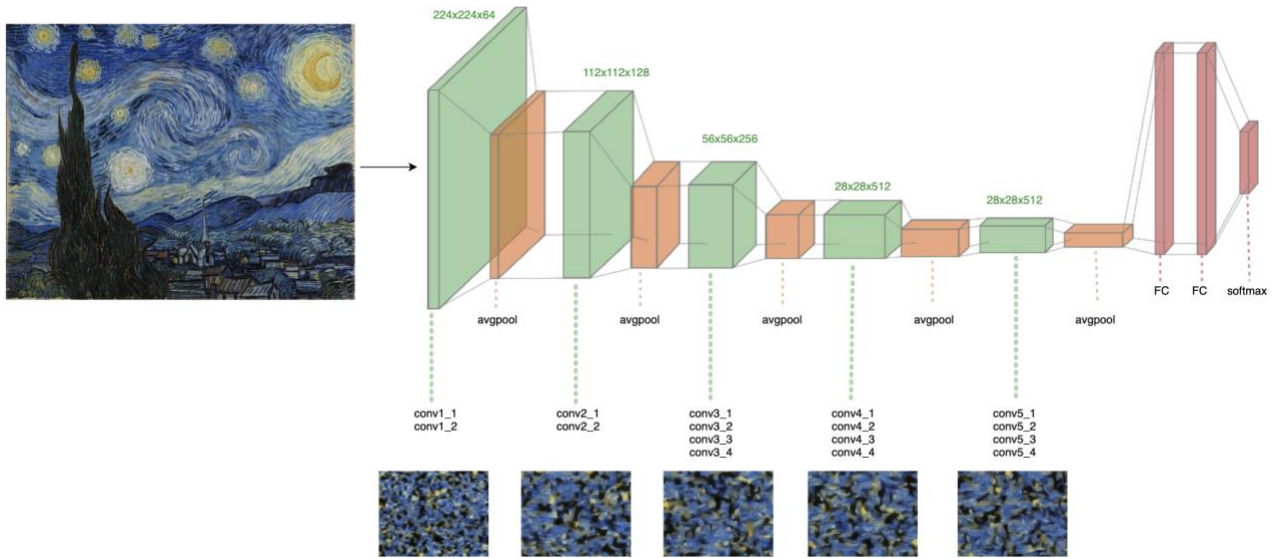 224x224x64
112x112x128
56x56x256
28x28x512
28x28x512
FC
FC
softmax
avgpool
avgpool
avgpool
avgpool
avgpool
conv1_1
conv1_2
conv2_1
conv2_2
conv3_1
conv3_2
conv3_3
conv3_4
conv4_1
conv4_2
conv4_3
conv4_4
conv5_1
conv5_2
conv5_3
conv5_4